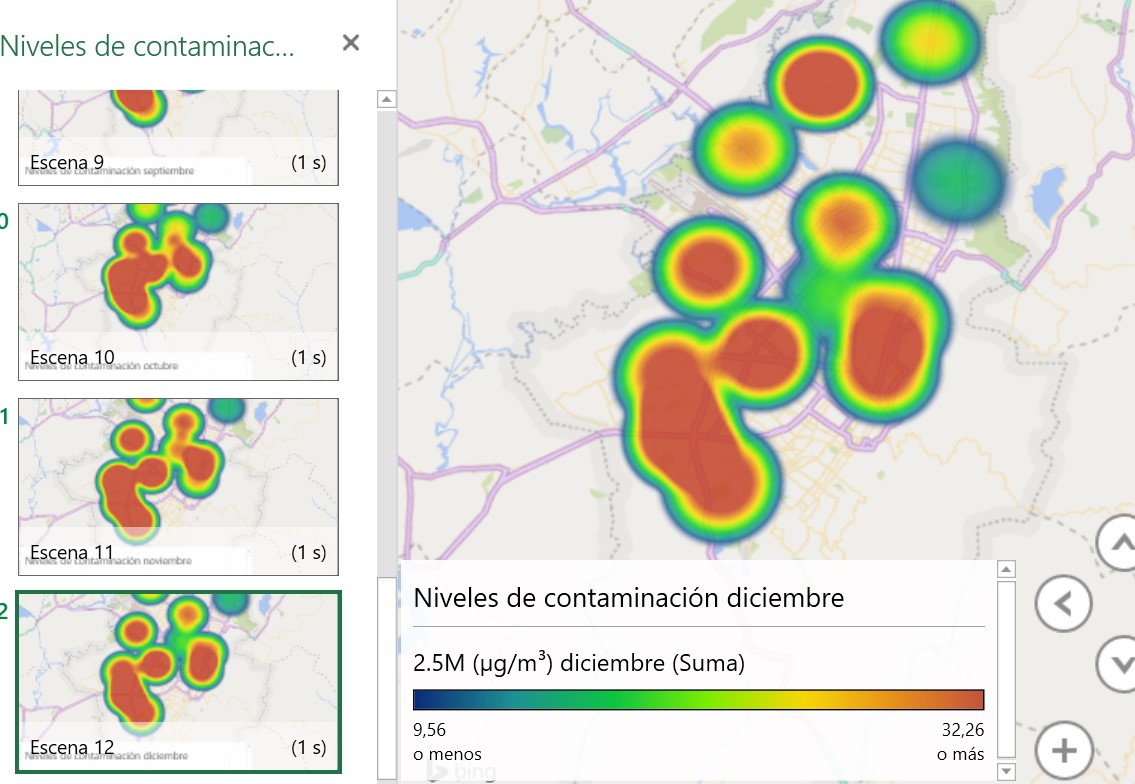 Niveles de contaminac...
Escena 9 (1 s)
Niveles de contaminación septiembre
0
Escena 10 (1 s)
Niveles de contaminación octubre
1
Escena 11 (1 s)
Niveles de contaminación noviembre
2
Escena 12 (1 s)
Niveles de contaminación diciembre
Niveles de contaminación diciembre
2.5M (µg/m³) diciembre (Suma)
9,56 32,26
o menos o más
bing